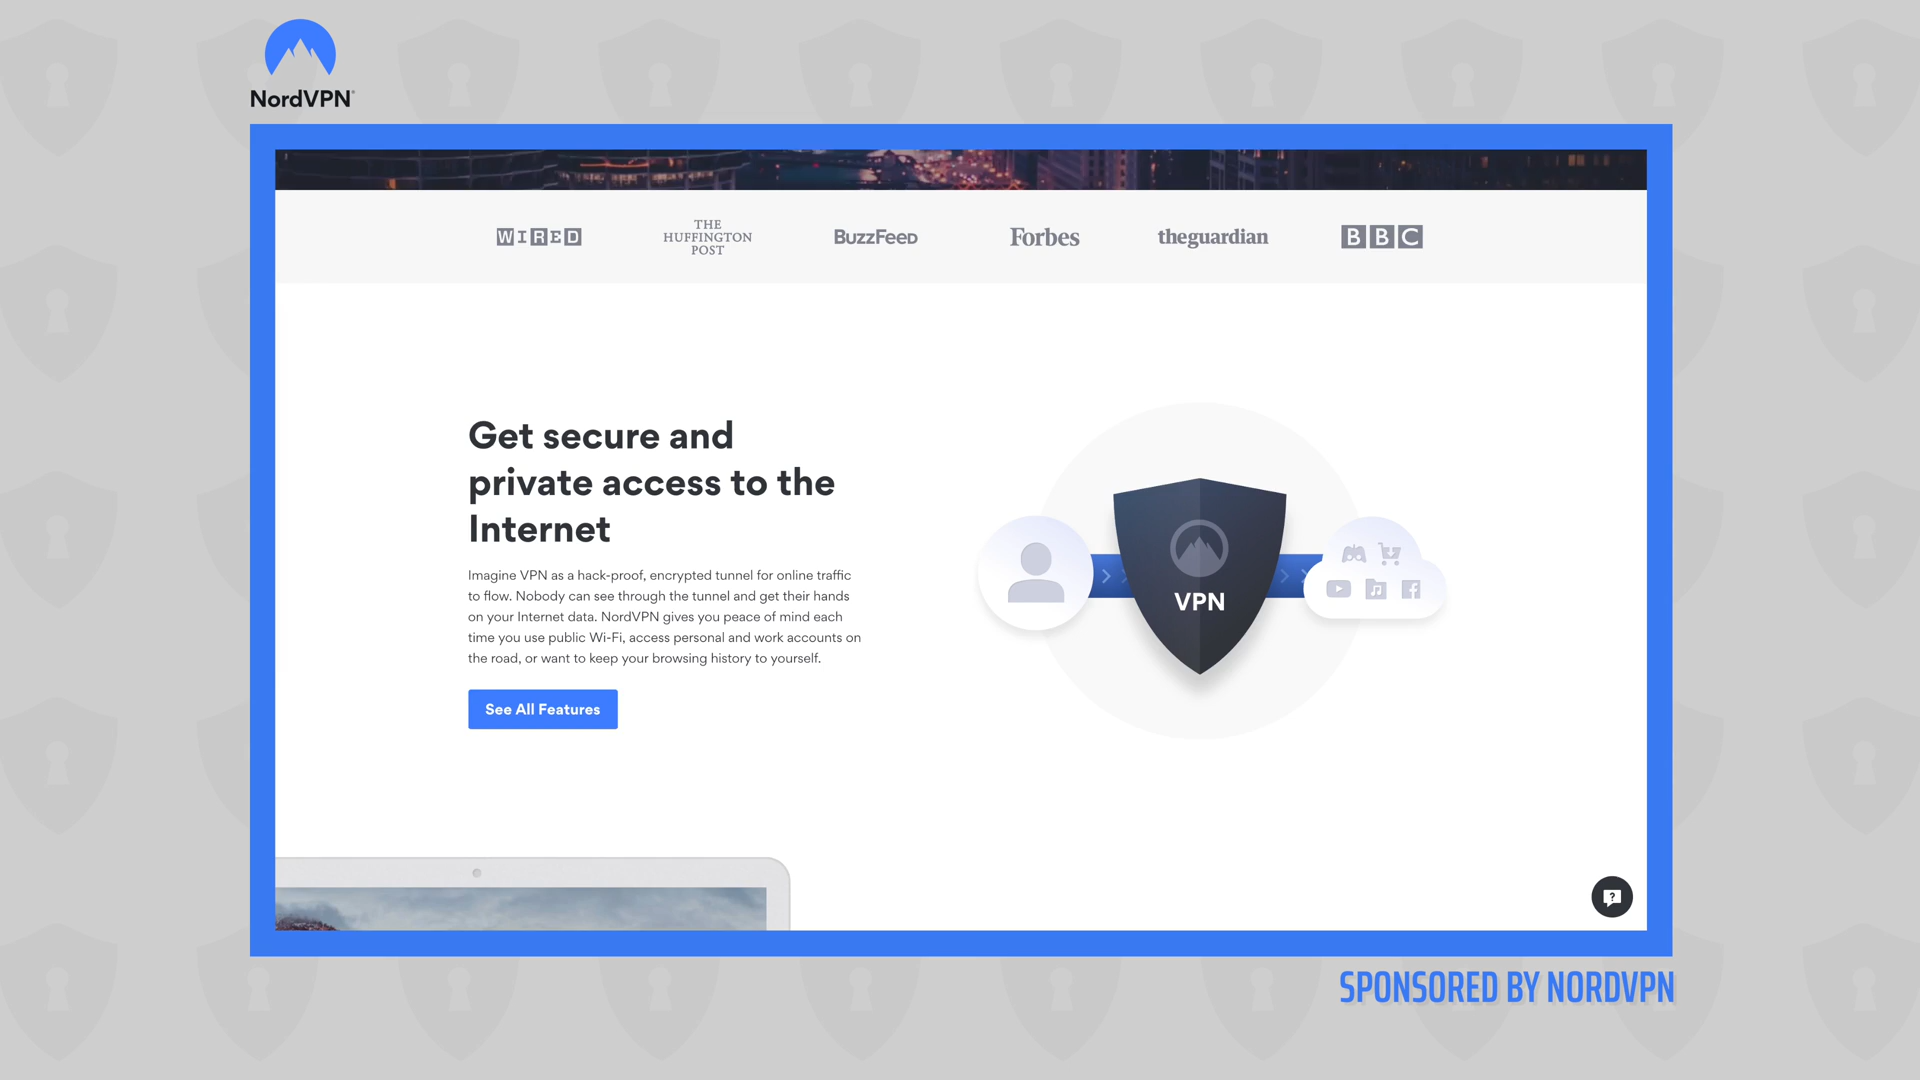 NordVPN
WIRED
THE
HUFFINGTON
POST
BuzzFeed
Forbes
theguardian
BBC
Get secure and
private access to the
Internet
Imagine VPN as a hack-proof, encrypted tunnel for online traffic
to flow. Nobody can see through the tunnel and get their hands
on your Internet data. NordVPN gives you peace of mind each
time you use public Wi-Fi, access personal and work accounts on
the road, or want to keep your browsing history to yourself.
See All Features
VPN
SPONSORED BY NORDVPN